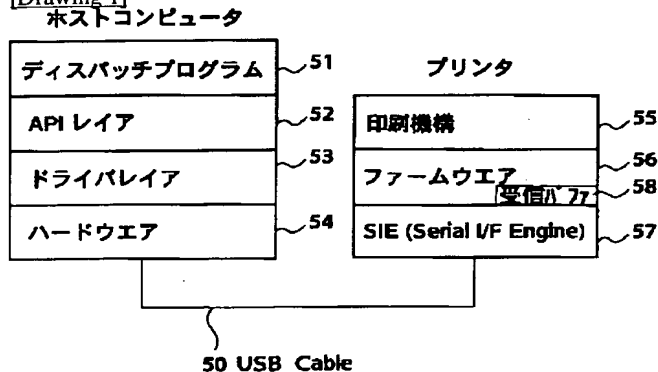 [Drawing 1]
ホストコンピュータ
ディスパッチプログラム 51
API レイア 52
ドライバレイア 53
ハードウエア 54
プリンタ
印刷機構 55
ファームウエア 56
受信バッファ 58
SIE (Serial I/F Engine) 57
50 USB Cable